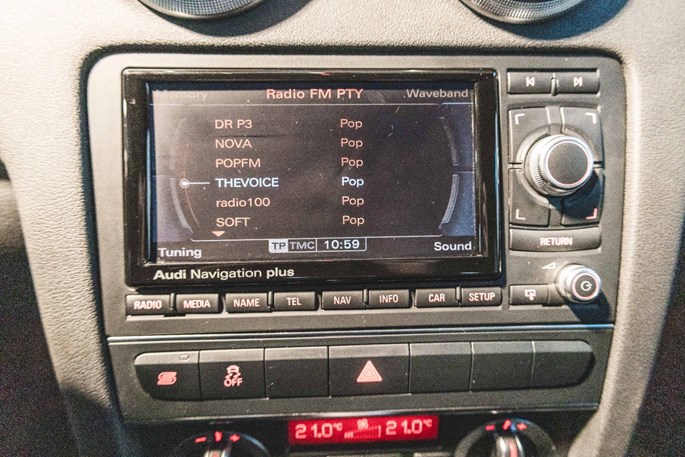 Memory Radio FM PTY Waveband
DR P3 Pop
NOVA Pop
POPFM Pop
THEVOICE Pop
radio100 Pop
SOFT Pop
Tuning TP TMC 10:59 Sound
Audi Navigation plus
RETURN
RADIO MEDIA NAME TEL NAV INFO CAR SETUP
OFF
21.0°C 21.0°C